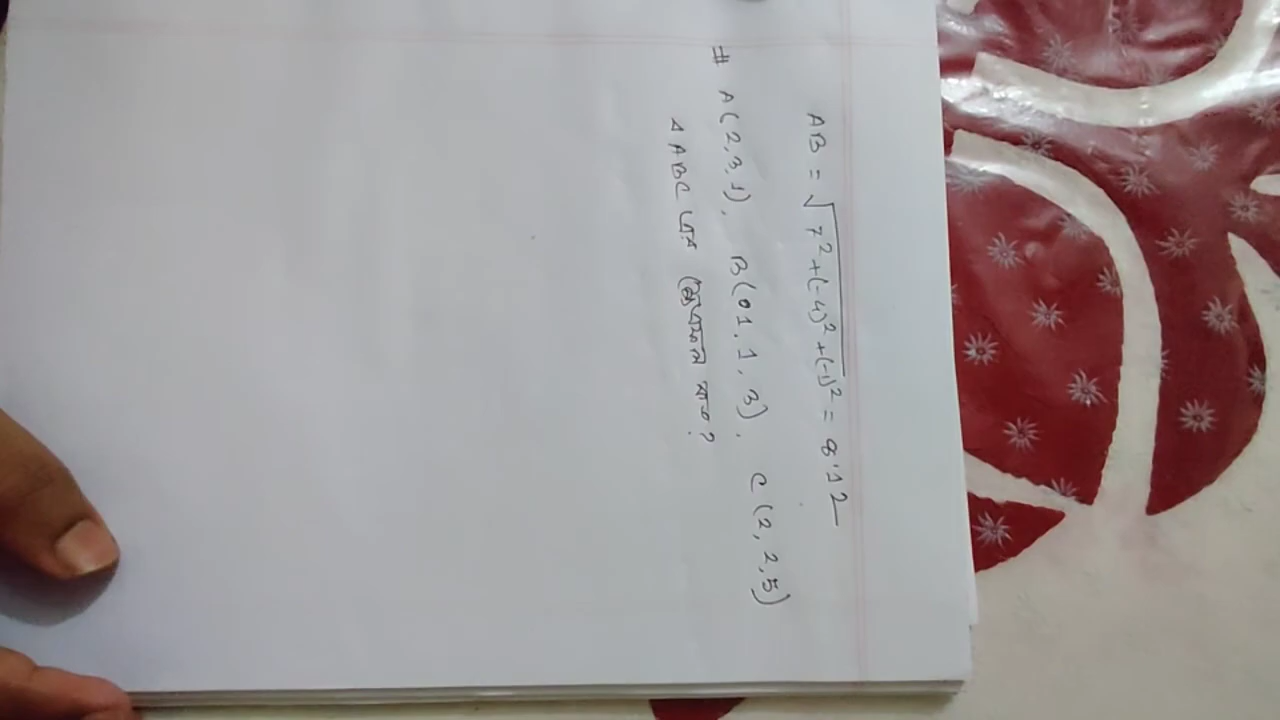 AB = √7² + (-4)² + (-1)² = 8.12
# A(2,3,1), B(01,1,3), C(2,2,5)
Δ ABC এর ক্ষেত্রফল মান?